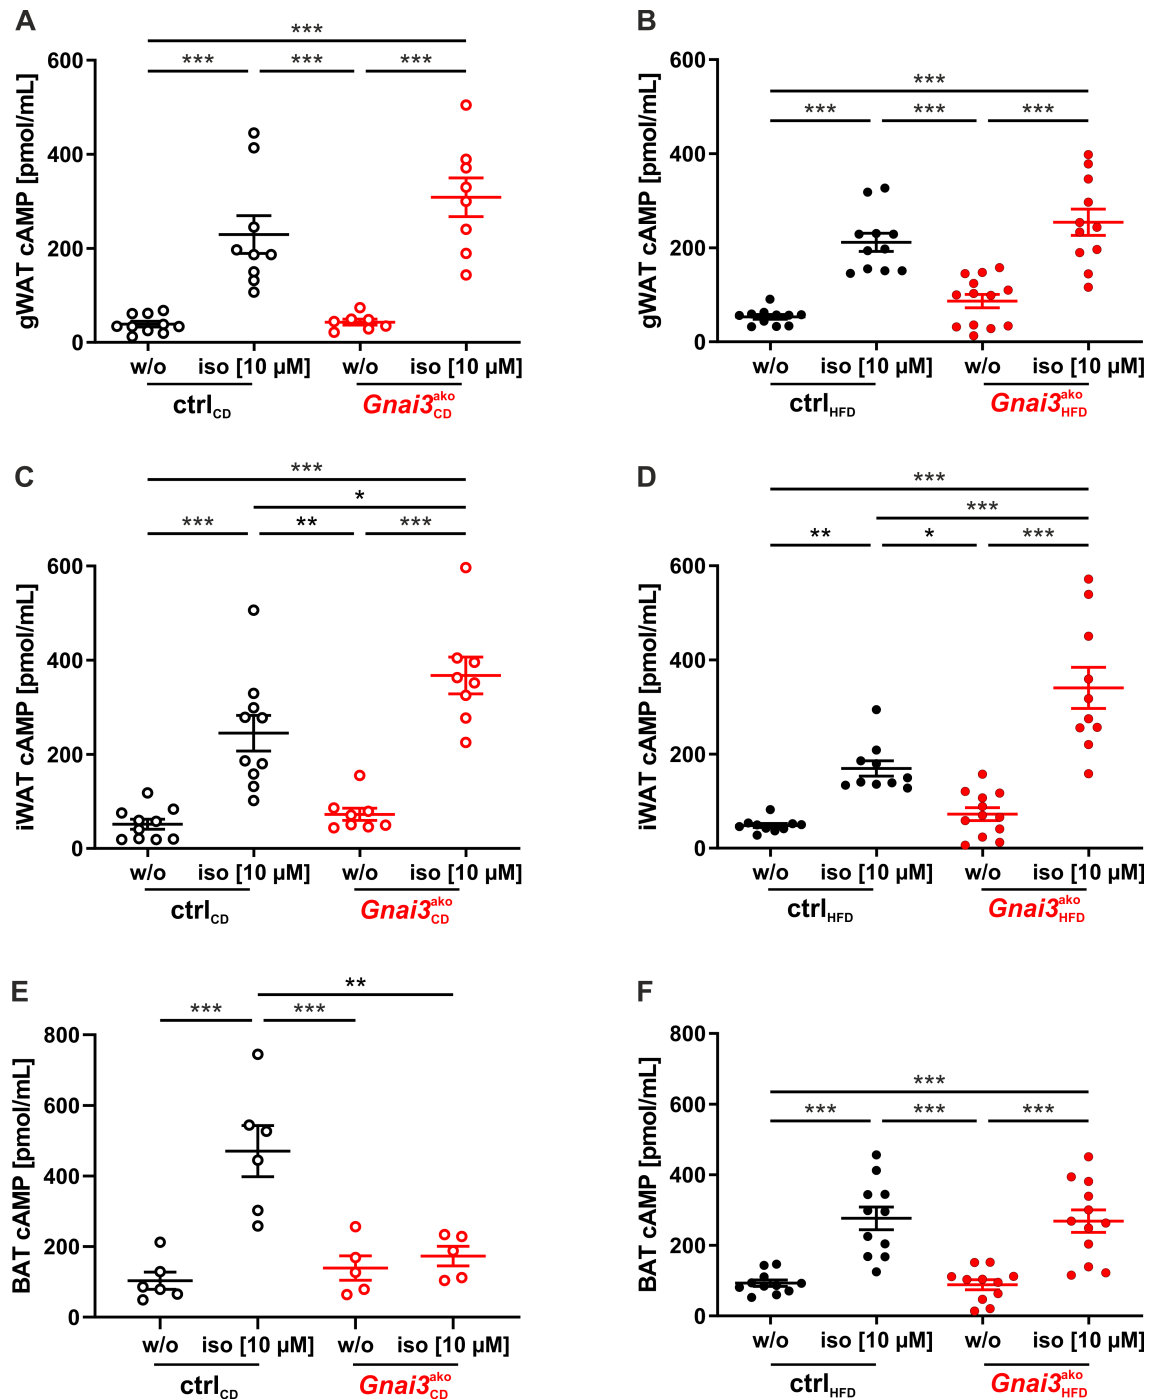 A
***
*** *** ***
gWAT cAMP [pmol/mL]
600
400
200
0
w/o iso [10 µM] w/o iso [10 µM]
ctrlCD Gnai3akoCD
B
***
*** *** ***
gWAT cAMP [pmol/mL]
600
400
200
0
w/o iso [10 µM] w/o iso [10 µM]
ctrlHFD Gnai3akoHFD
C
***
*
*** ** ***
iWAT cAMP [pmol/mL]
600
400
200
0
w/o iso [10 µM] w/o iso [10 µM]
ctrlCD Gnai3akoCD
D
***
***
** * ***
iWAT cAMP [pmol/mL]
600
400
200
0
w/o iso [10 µM] w/o iso [10 µM]
ctrlHFD Gnai3akoHFD
E
**
*** ***
BAT cAMP [pmol/mL]
800
600
400
200
0
w/o iso [10 µM] w/o iso [10 µM]
ctrlCD Gnai3akoCD
F
***
*** *** ***
BAT cAMP [pmol/mL]
800
600
400
200
0
w/o iso [10 µM] w/o iso [10 µM]
ctrlHFD Gnai3akoHFD